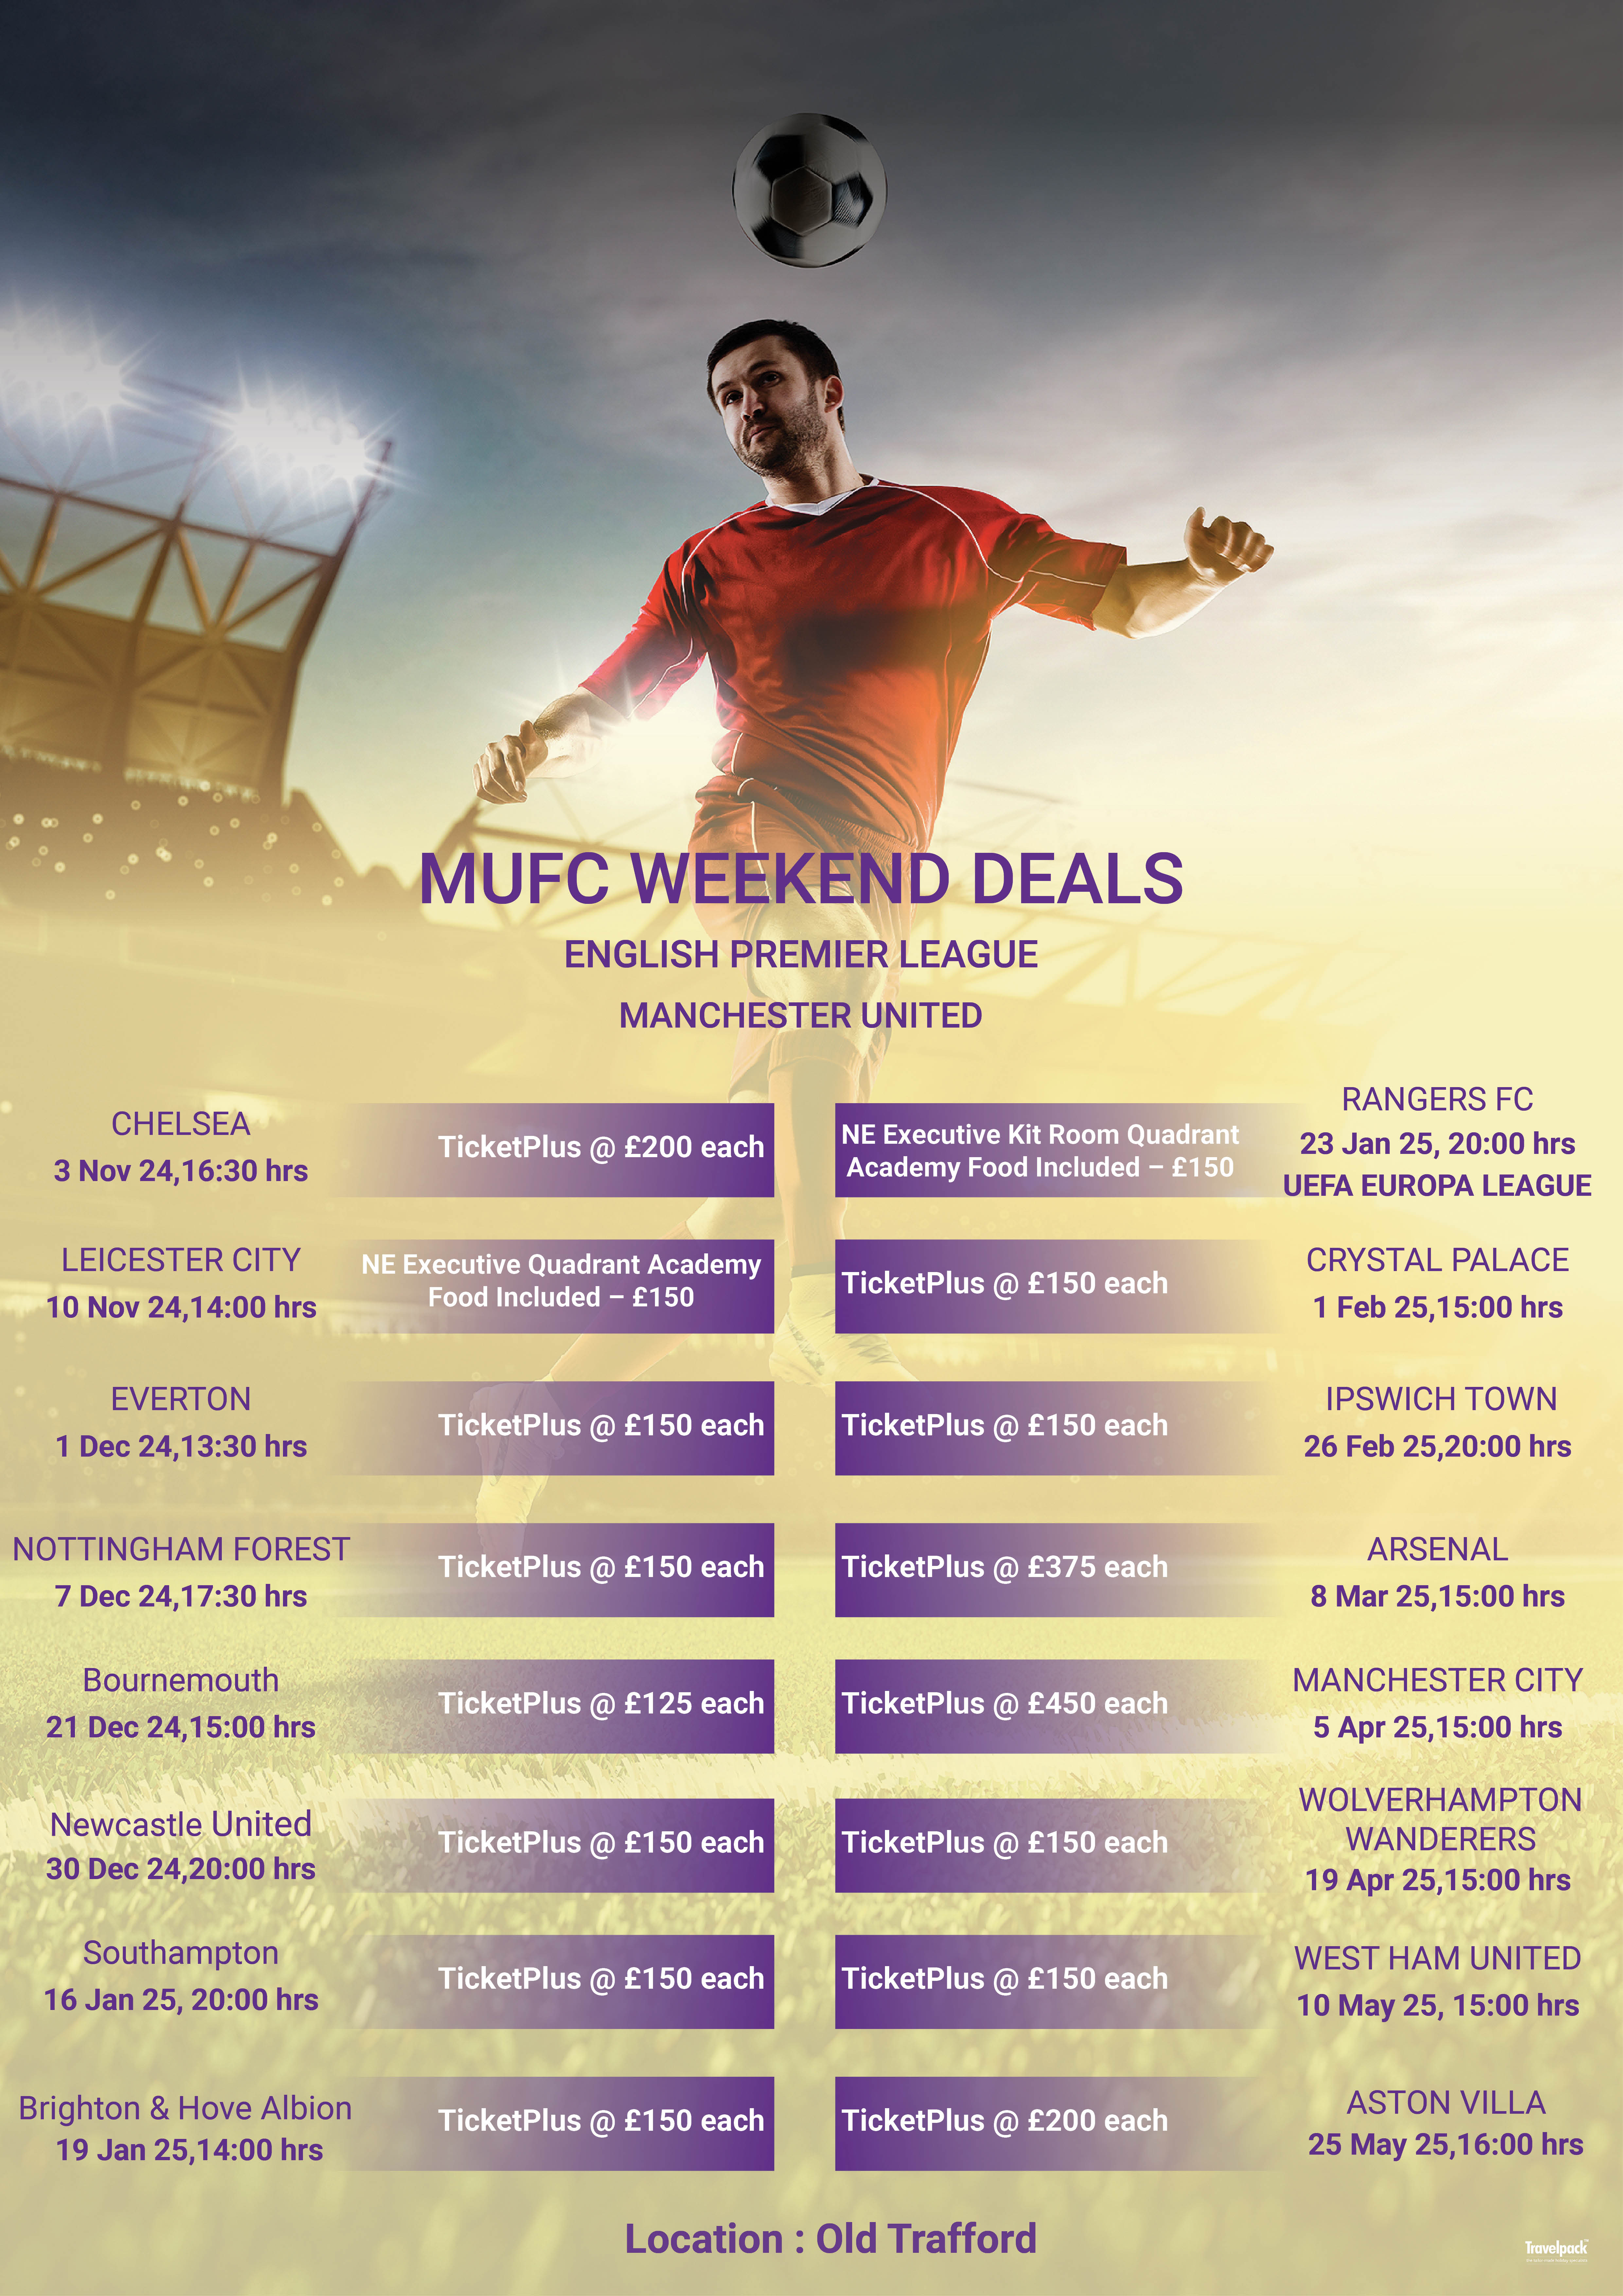 MUFC WEEKEND DEALS
ENGLISH PREMIER LEAGUE
MANCHESTER UNITED
CHELSEA
3 Nov 24,16:30 hrs
TicketPlus @ £200 each
LEICESTER CITY
10 Nov 24,14:00 hrs
NE Executive Quadrant Academy
Food Included – £150
EVERTON
1 Dec 24,13:30 hrs
TicketPlus @ £150 each
NOTTINGHAM FOREST
7 Dec 24,17:30 hrs
TicketPlus @ £150 each
Bournemouth
21 Dec 24,15:00 hrs
TicketPlus @ £125 each
Newcastle United
30 Dec 24,20:00 hrs
TicketPlus @ £150 each
Southampton
16 Jan 25, 20:00 hrs
TicketPlus @ £150 each
Brighton & Hove Albion
19 Jan 25,14:00 hrs
TicketPlus @ £150 each
NE Executive Kit Room Quadrant
Academy Food Included – £150
RANGERS FC
23 Jan 25, 20:00 hrs
UEFA EUROPA LEAGUE
TicketPlus @ £150 each
CRYSTAL PALACE
1 Feb 25,15:00 hrs
TicketPlus @ £150 each
IPSWICH TOWN
26 Feb 25,20:00 hrs
TicketPlus @ £375 each
ARSENAL
8 Mar 25,15:00 hrs
TicketPlus @ £450 each
MANCHESTER CITY
5 Apr 25,15:00 hrs
TicketPlus @ £150 each
WOLVERHAMPTON
WANDERERS
19 Apr 25,15:00 hrs
TicketPlus @ £150 each
WEST HAM UNITED
10 May 25, 15:00 hrs
TicketPlus @ £200 each
ASTON VILLA
25 May 25,16:00 hrs
Location : Old Trafford
Travelpack